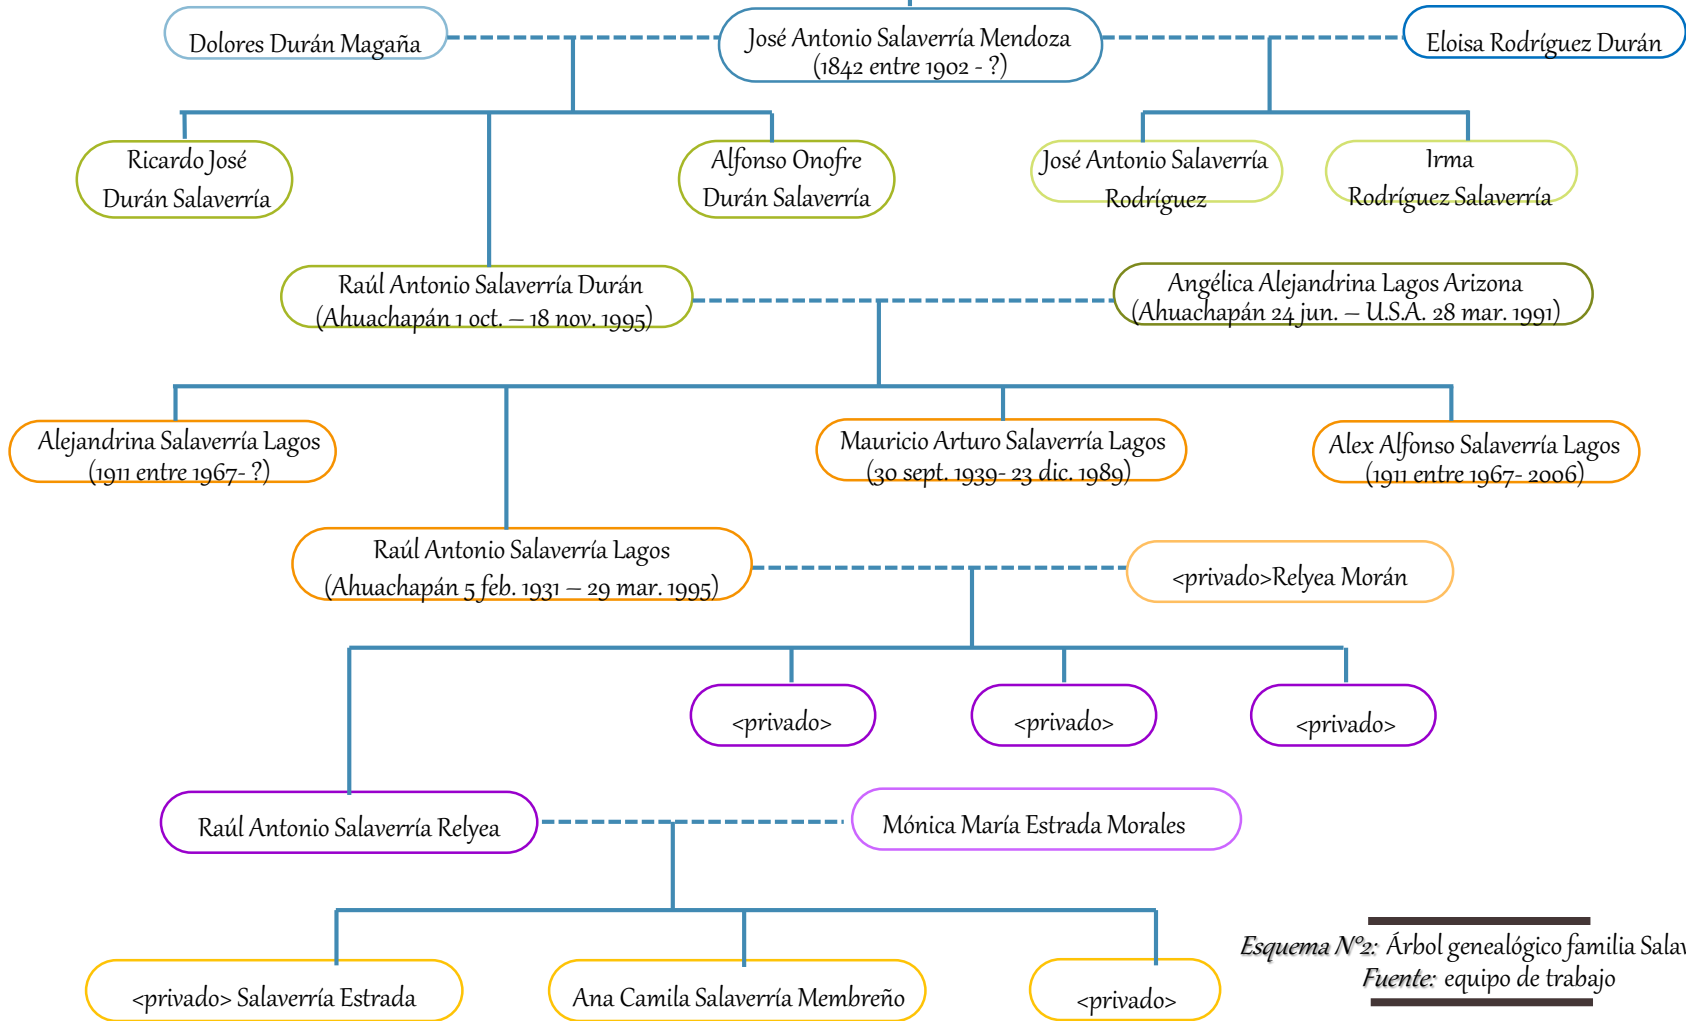 Dolores Durán Magaña
José Antonio Salaverría Mendoza
(1842 entre 1902 - ?)
Eloisa Rodríguez Durán
Ricardo José
Durán Salaverría
Alfonso Onofre
Durán Salaverría
José Antonio Salaverría
Rodríguez
Irma
Rodríguez Salaverría
Raúl Antonio Salaverría Durán
(Ahuachapán 1 oct. – 18 nov. 1995)
Angélica Alejandrina Lagos Arizona
(Ahuachapán 24 jun. – U.S.A. 28 mar. 1991)
Alejandrina Salaverría Lagos
(1911 entre 1967- ?)
Mauricio Arturo Salaverría Lagos
(30 sept. 1939- 23 dic. 1989)
Alex Alfonso Salaverría Lagos
(1911 entre 1967- 2006)
Raúl Antonio Salaverría Lagos
(Ahuachapán 5 feb. 1931 – 29 mar. 1995)
<privado>Relyea Morán
<privado>
<privado>
<privado>
Raúl Antonio Salaverría Relyea
Mónica María Estrada Morales
<privado> Salaverría Estrada
Ana Camila Salaverría Membreño
<privado>
Esquema N°2: Árbol genealógico familia Salav
Fuente: equipo de trabajo